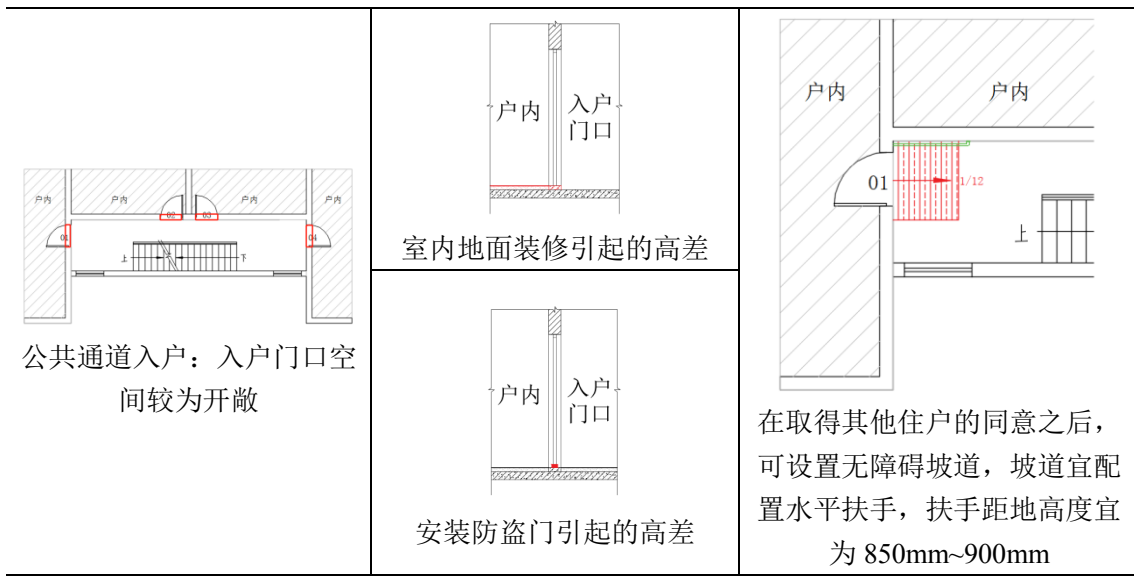 户内
户内
户内
户内
01
02
03
04
上
下
公共通道入户：入户门口空
间较为开敞
户内
入户
门口
室内地面装修引起的高差
户内
入户
门口
安装防盗门引起的高差
户内
户内
01
1/12
上
在取得其他住户的同意之后，
可设置无障碍坡道，坡道宜配
置水平扶手，扶手距地高度宜
为 850mm~900mm